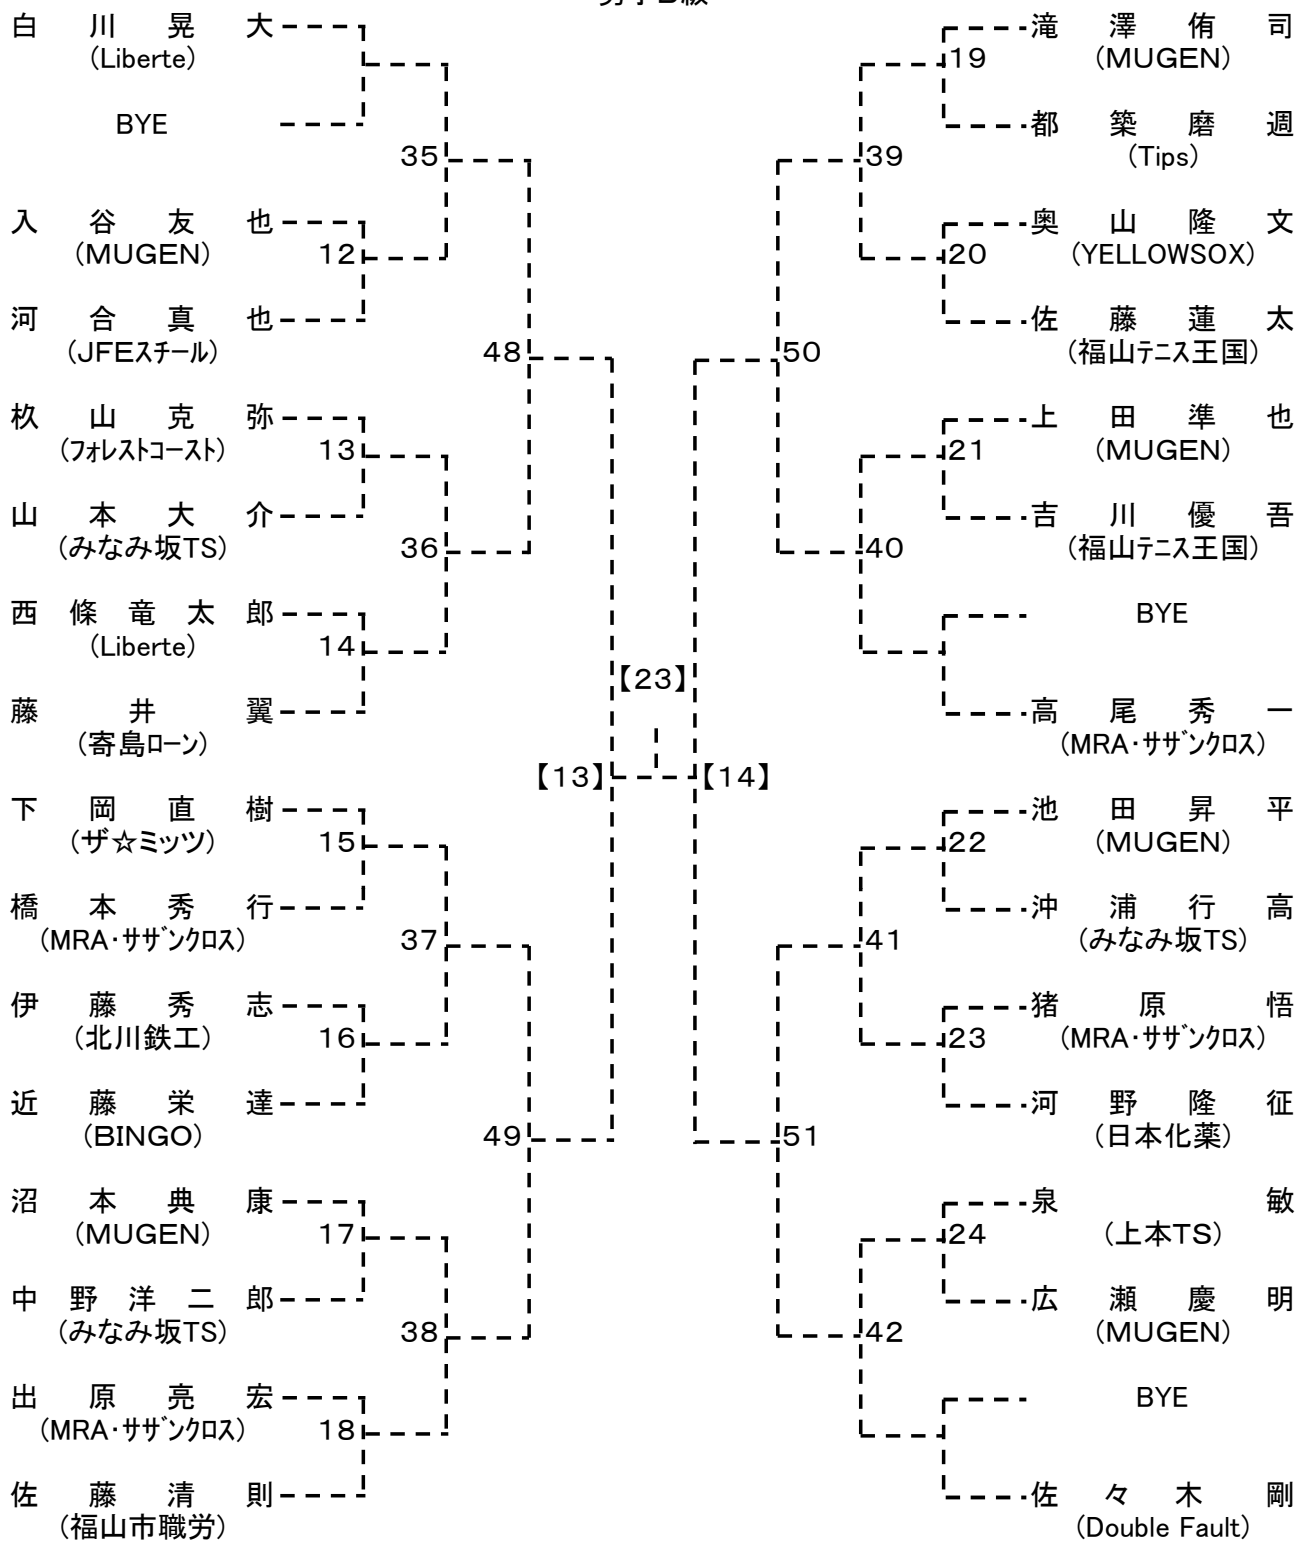 白川晃大
(Liberte)
BYE
35
入谷友也
(MUGEN)
12
河合真也
(JFEスチール)
48
杦山克弥
(フォレストコースト)
13
山本大介
(みなみ坂TS)
36
西條竜太郎
(Liberte)
14
藤井翼
(寄島ローン)
下岡直樹
(ザ☆ミッツ)
15
橋本秀行
(MRA・サザンクロス)
37
伊藤秀志
(北川鉄工)
16
近藤栄達
(BINGO)
49
沼本典康
(MUGEN)
17
中野洋二郎
(みなみ坂TS)
38
出原亮宏
(MRA・サザンクロス)
18
佐藤清則
(福山市職労)
【23】
【13】
【14】
滝澤侑司
19
(MUGEN)
都築磨週
(Tips)
39
奥山隆文
20
(YELLOWSOX)
佐藤蓮太
(福山テニス王国)
50
上田準也
21
(MUGEN)
吉川優吾
(福山テニス王国)
40
BYE
高尾秀一
(MRA・サザンクロス)
池田昇平
22
(MUGEN)
沖浦行高
(みなみ坂TS)
41
猪原悟
23
(MRA・サザンクロス)
河野隆征
(日本化薬)
51
泉敏
24
(上本TS)
広瀬慶明
(MUGEN)
42
BYE
佐々木剛
(Double Fault)